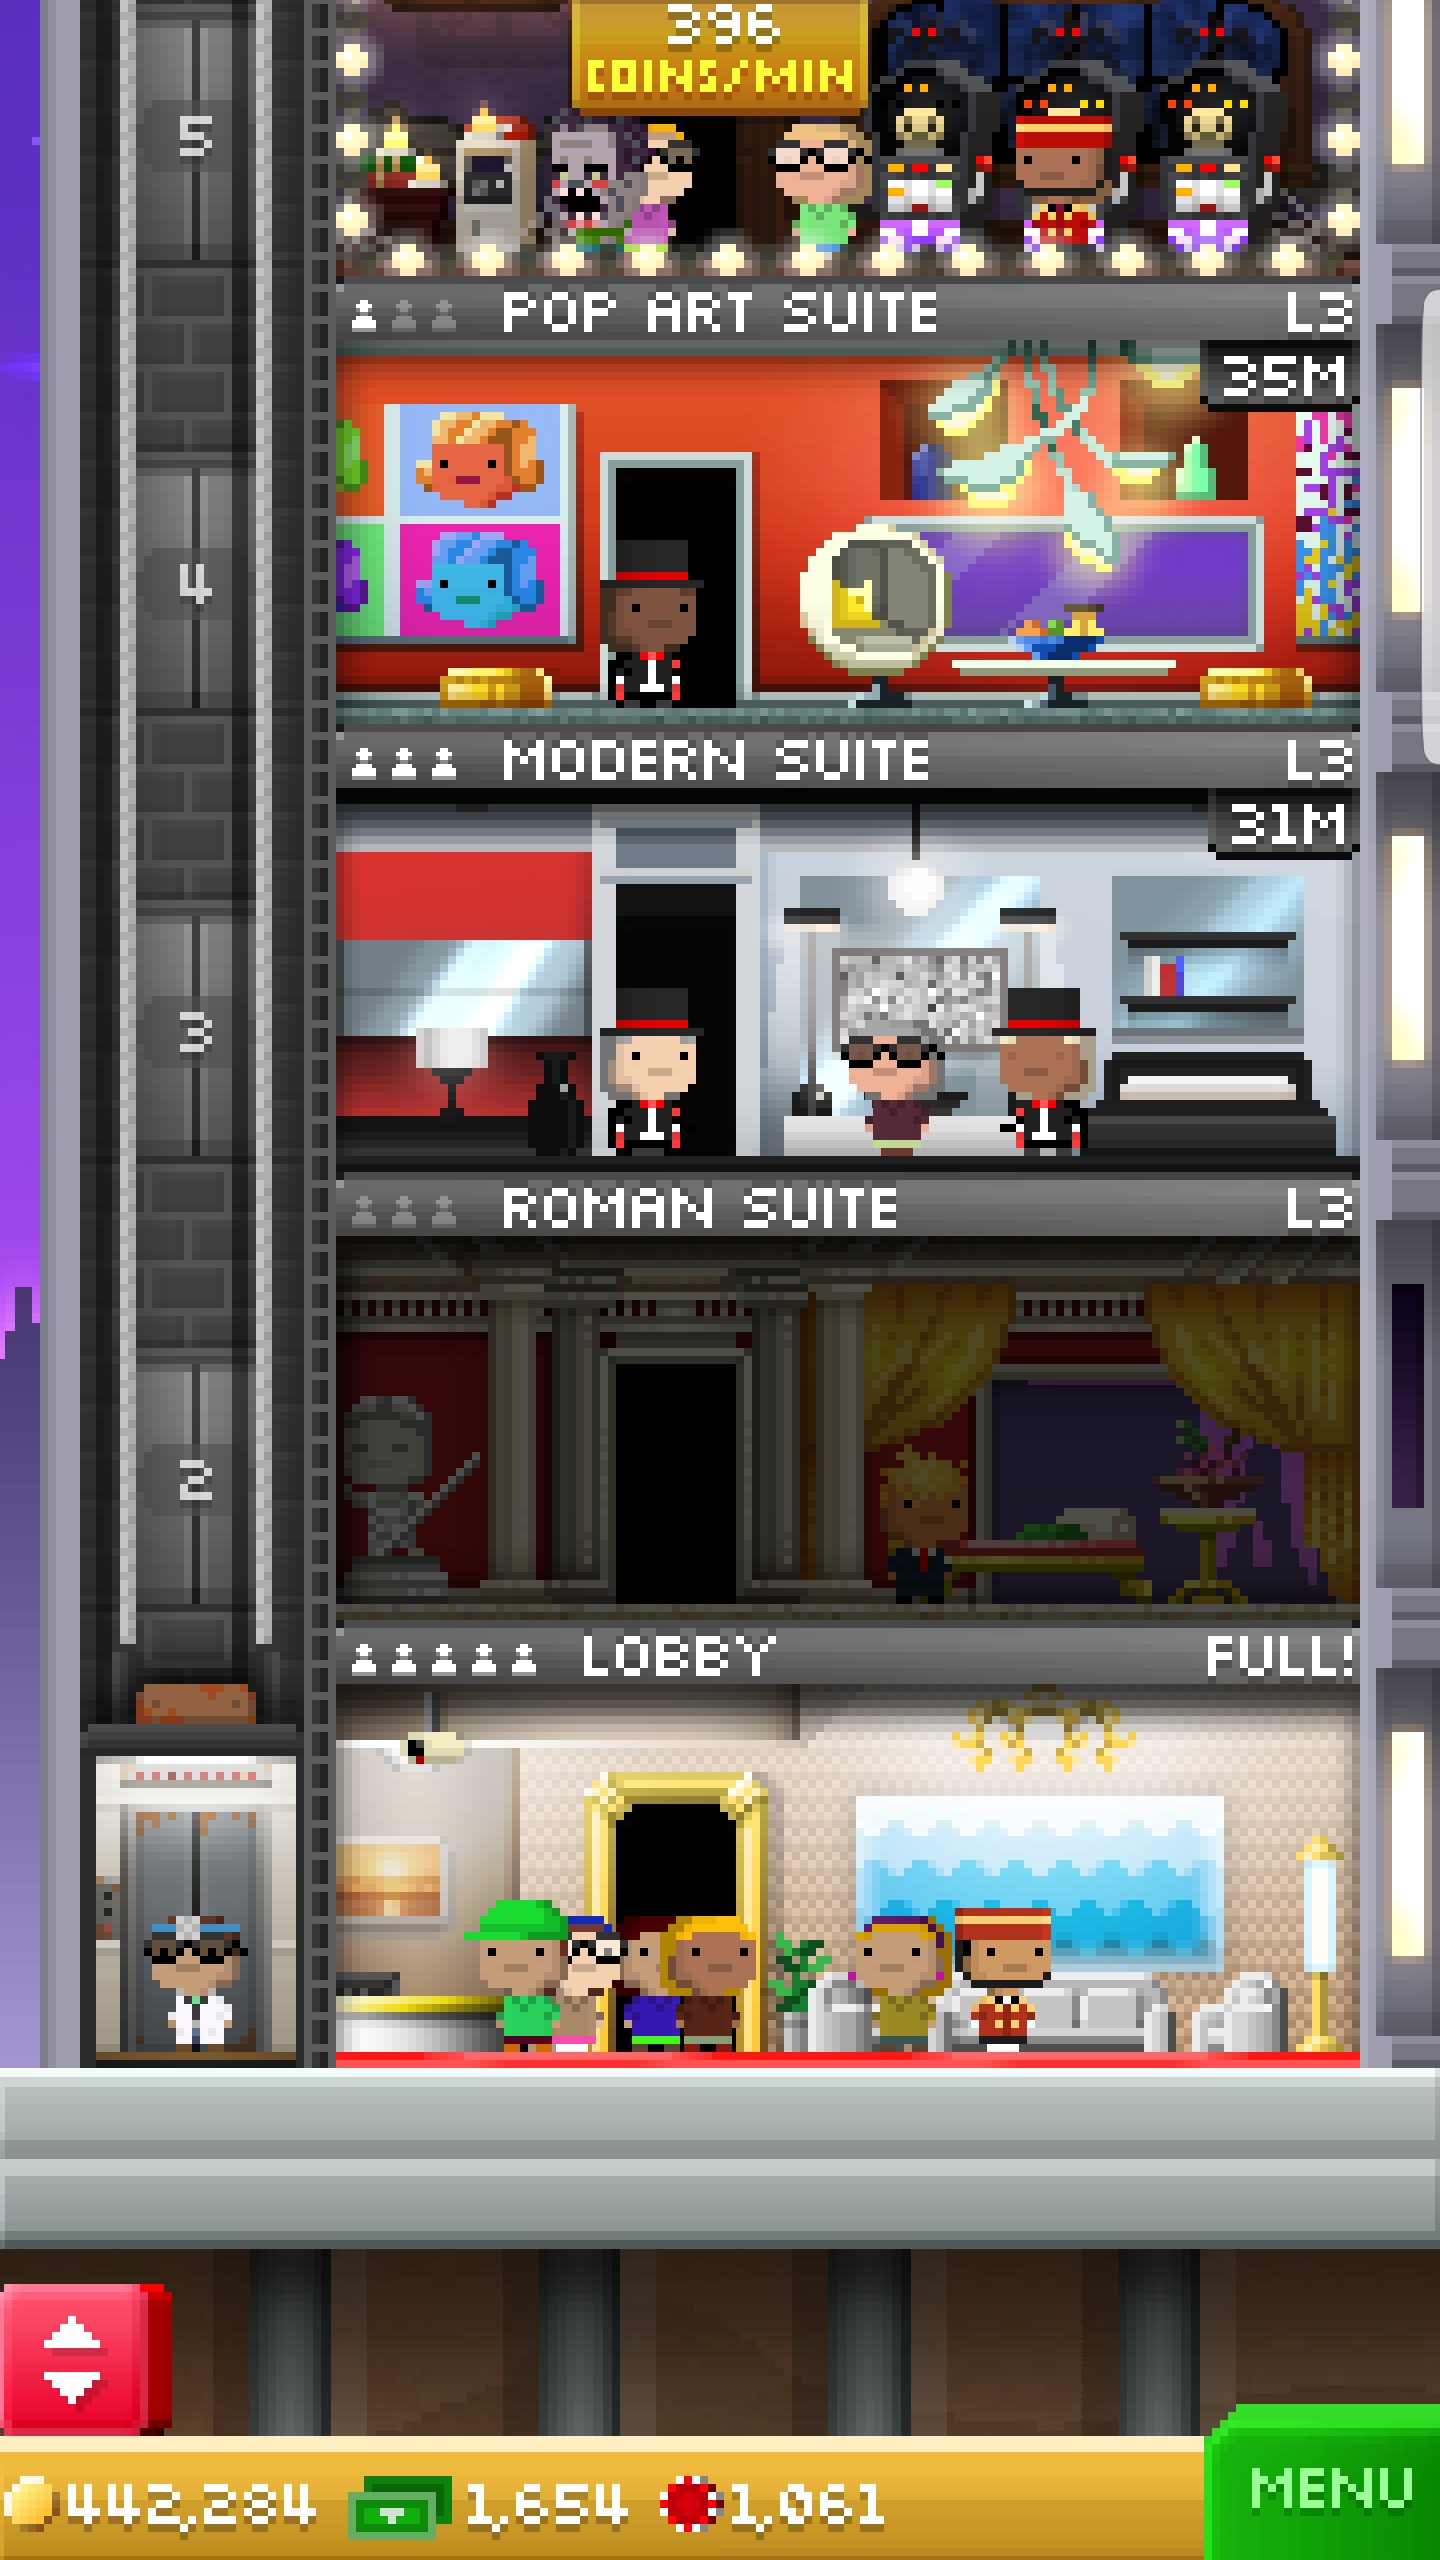 396
COINS/MIN
5
POP ART SUITE L3
35M
4
MODERN SUITE L3
31M
3
ROMAN SUITE L3
2
LOBBY FULL!
442,284 1,654 1,061
MENU